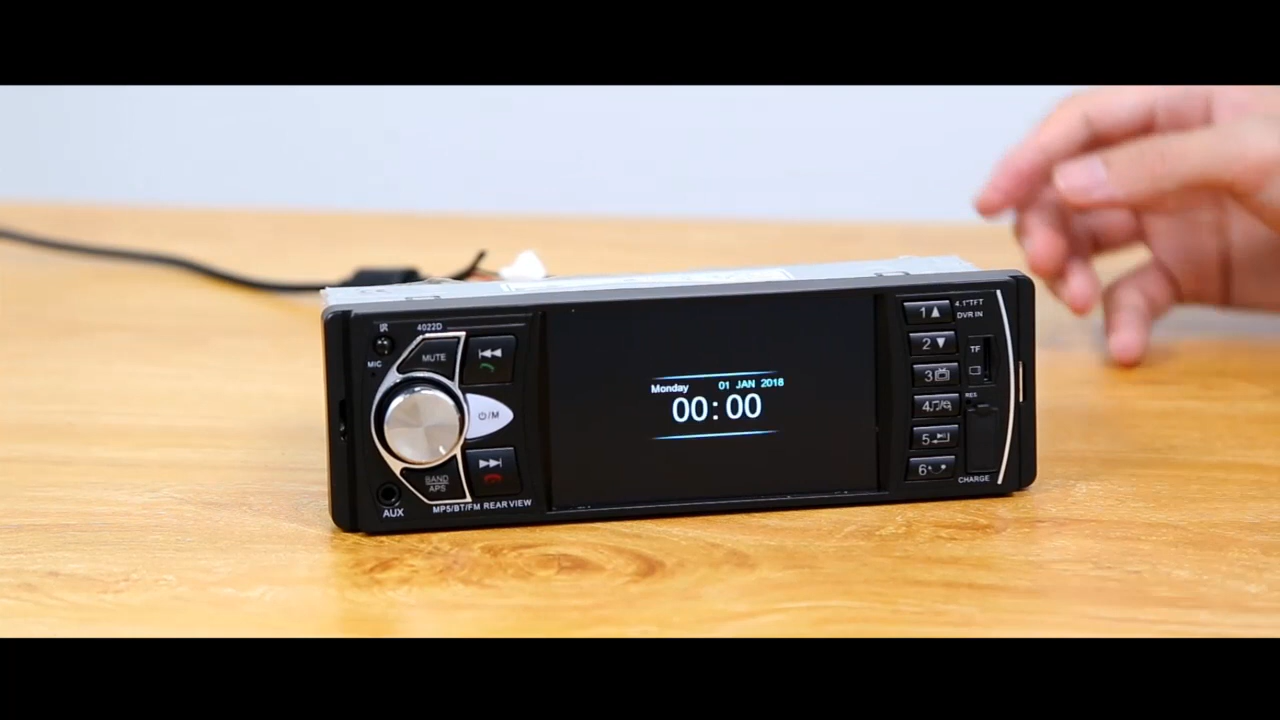 4022D
MIC
MUTE
⏻/M
BAND
APS
AUX
MP5/BT/FM REAR VIEW
Monday 01 JAN 2018
00:00
1▲
2▼
3
4
5
6
4.1"TFT
DVR IN
TF
RES
CHARGE